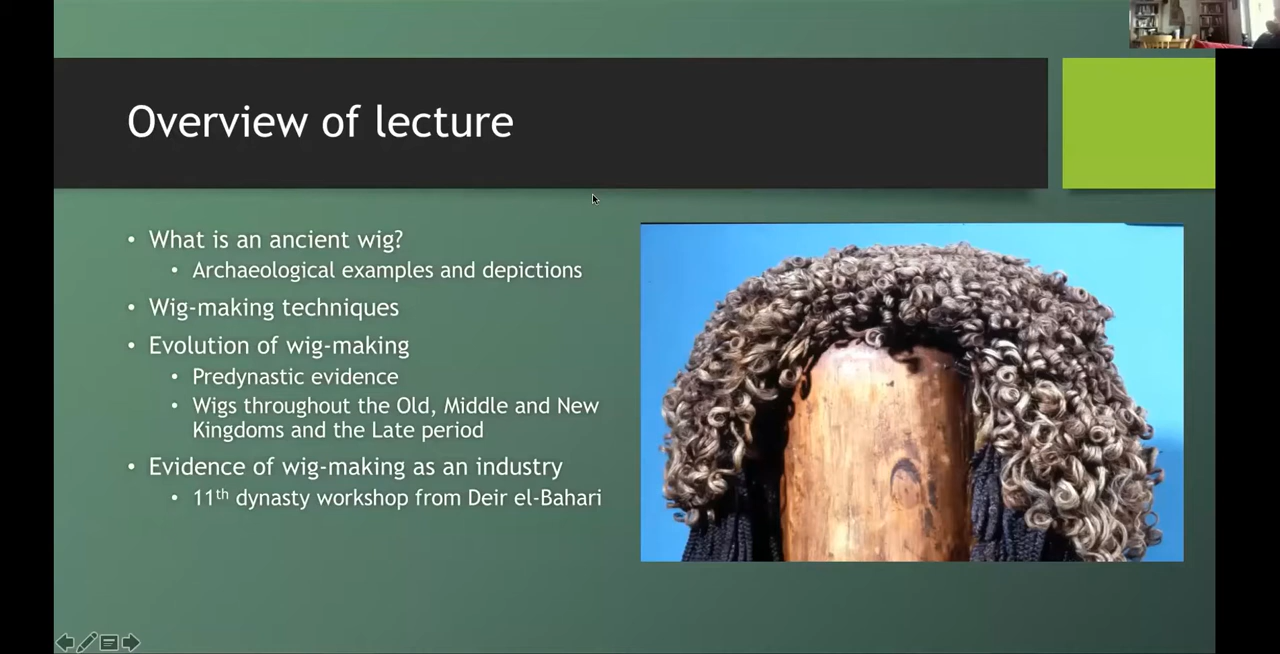 Overview of lecture
• What is an ancient wig?
• Archaeological examples and depictions
• Wig-making techniques
• Evolution of wig-making
• Predynastic evidence
• Wigs throughout the Old, Middle and New
Kingdoms and the Late period
• Evidence of wig-making as an industry
• 11th dynasty workshop from Deir el-Bahari